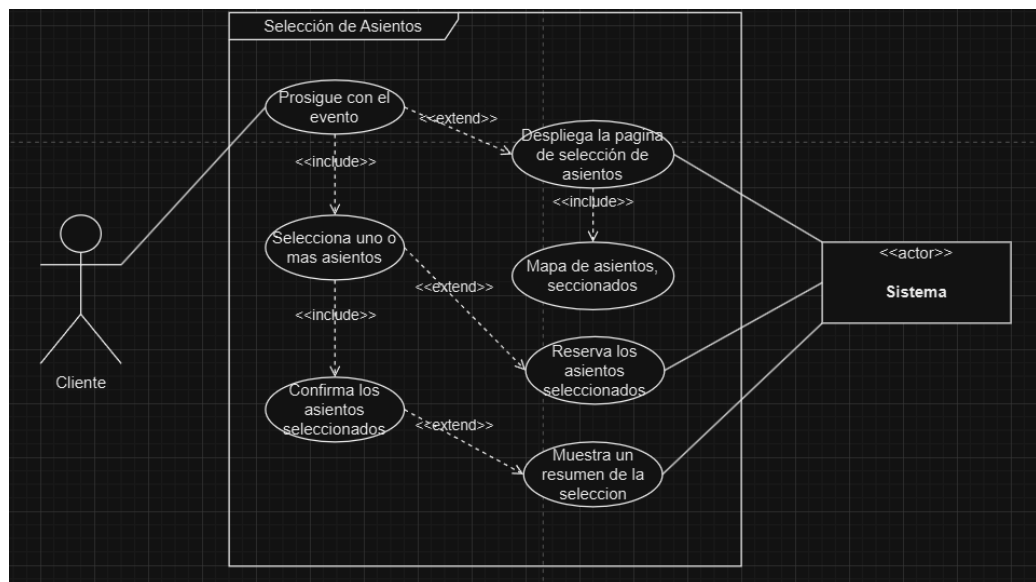 Selección de Asientos
Prosigue con el
evento
<<extend>>
Despliega la pagina
de selección de
asientos
<<include>>
<<include>>
Selecciona uno o
mas asientos
Mapa de asientos,
seccionados
<<actor>>
Sistema
<<extend>>
<<include>>
Reserva los
asientos
seleccionados
Cliente
Confirma los
asientos
seleccionados
<<extend>>
Muestra un
resumen de la
seleccion